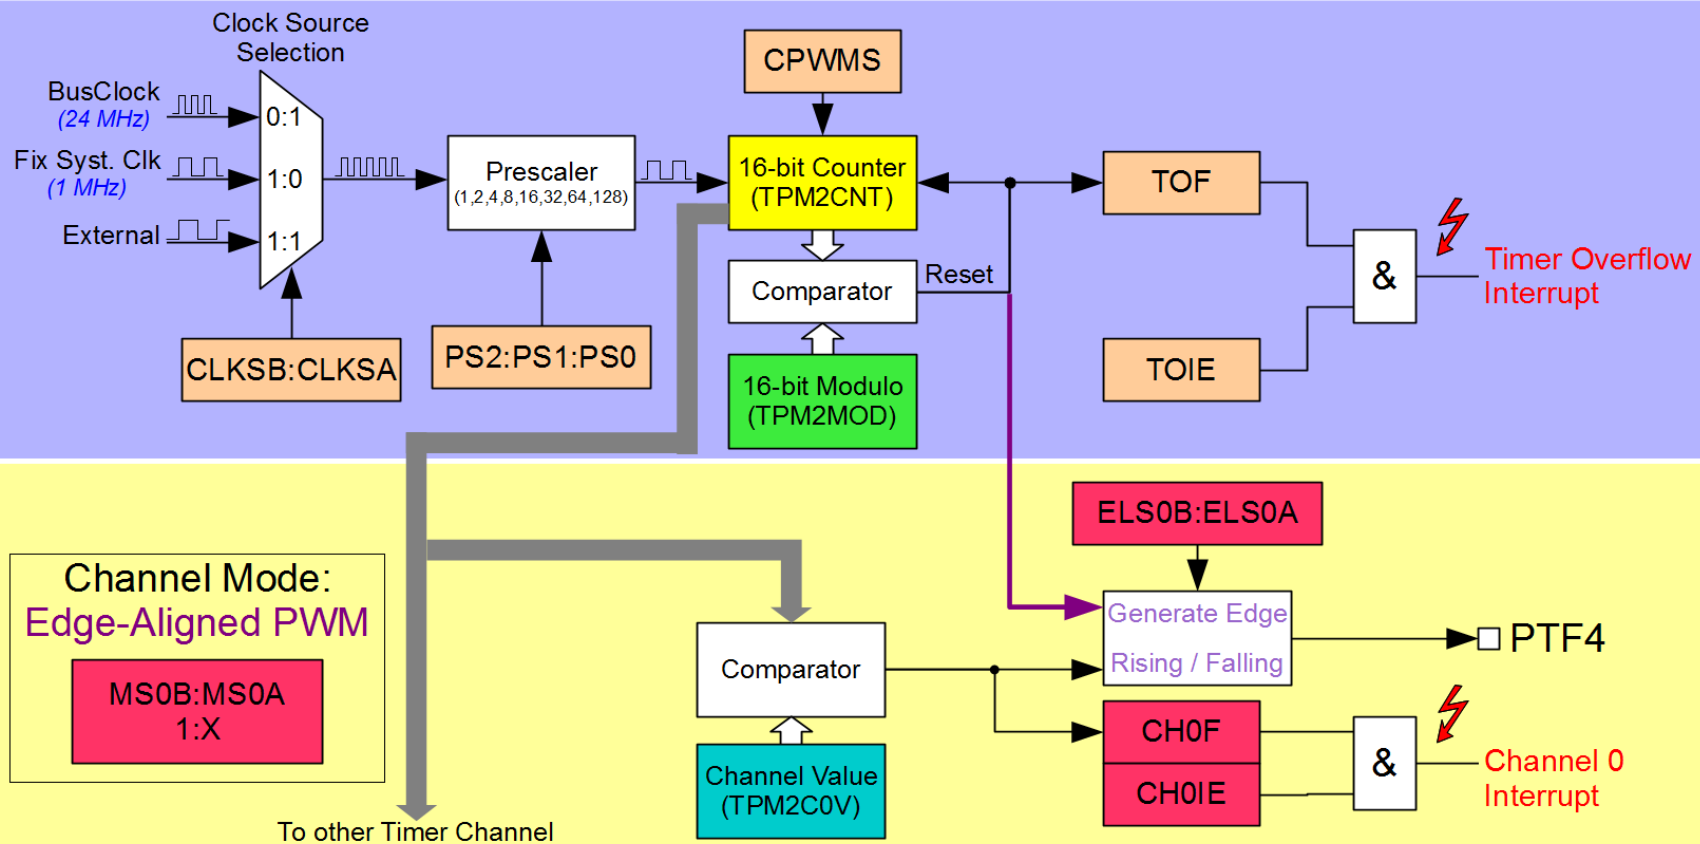 Clock Source
Selection
BusClock
(24 MHz)
0:1
Fix Syst. Clk
(1 MHz)
1:0
External
1:1
CLKSB:CLKSA
Prescaler
(1,2,4,8,16,32,64,128)
PS2:PS1:PS0
CPWMS
16-bit Counter
(TPM2CNT)
Comparator
Reset
16-bit Modulo
(TPM2MOD)
TOF
TOIE
&
Timer Overflow
Interrupt
Channel Mode:
Edge-Aligned PWM
MS0B:MS0A
1:X
To other Timer Channel
Comparator
Channel Value
(TPM2C0V)
ELS0B:ELS0A
Generate Edge
Rising / Falling
PTF4
CH0F
CH0IE
&
Channel 0
Interrupt